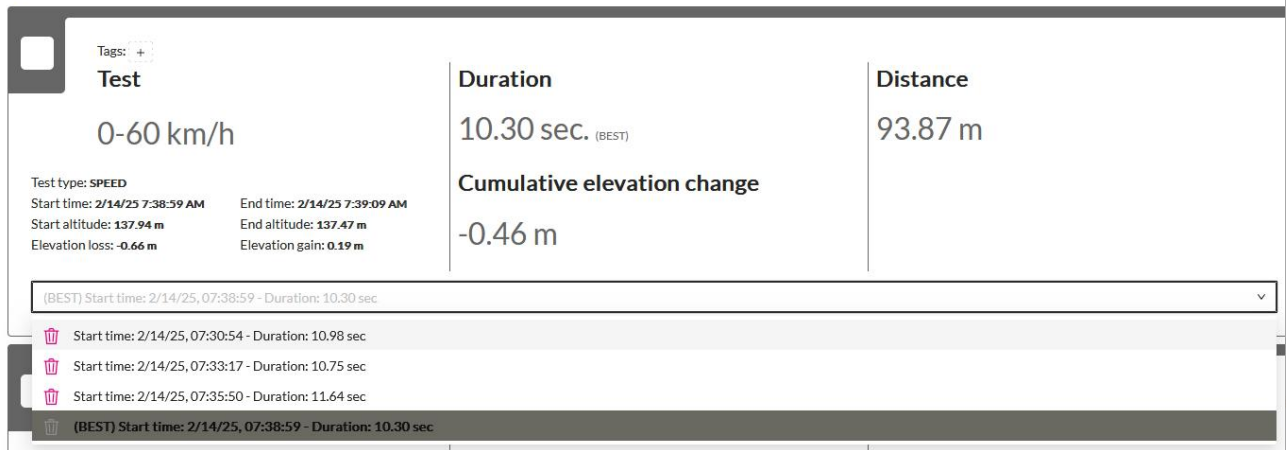 Tags: +
Test
0-60 km/h
Duration
10.30 sec. (BEST)
Distance
93.87 m
Cumulative elevation change
-0.46 m
Test type: SPEED
Start time: 2/14/25 7:38:59 AM End time: 2/14/25 7:39:09 AM
Start altitude: 137.94 m End altitude: 137.47 m
Elevation loss: -0.66 m Elevation gain: 0.19 m
(BEST) Start time: 2/14/25, 07:38:59 - Duration: 10.30 sec
Start time: 2/14/25, 07:30:54 - Duration: 10.98 sec
Start time: 2/14/25, 07:33:17 - Duration: 10.75 sec
Start time: 2/14/25, 07:35:50 - Duration: 11.64 sec
(BEST) Start time: 2/14/25, 07:38:59 - Duration: 10.30 sec